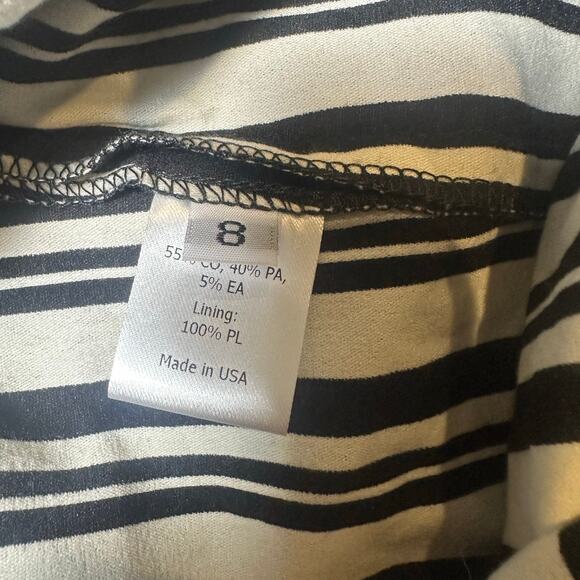 8
55% CO, 40% PA,
5% EA
Lining:
100% PL
Made in USA